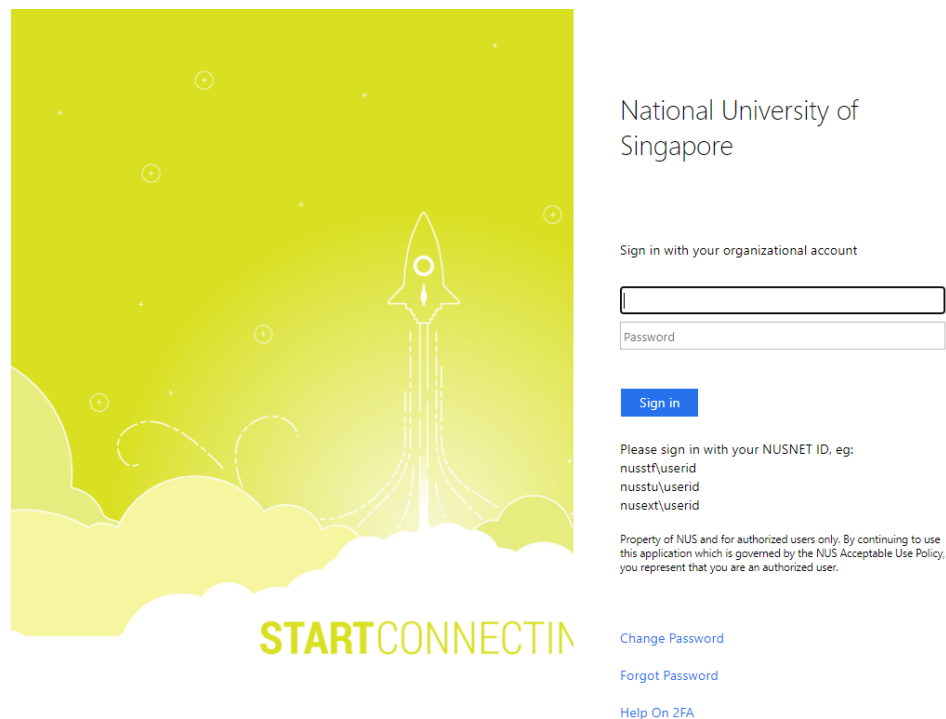 National University of
Singapore
Sign in with your organizational account
Password
Sign in
Please sign in with your NUSNET ID, eg:
nusstf\userid
nusstu\userid
nusext\userid
Property of NUS and for authorized users only. By continuing to use
this application which is governed by the NUS Acceptable Use Policy,
you represent that you are an authorized user.
STARTCONNECTIN
Change Password
Forgot Password
Help On 2FA